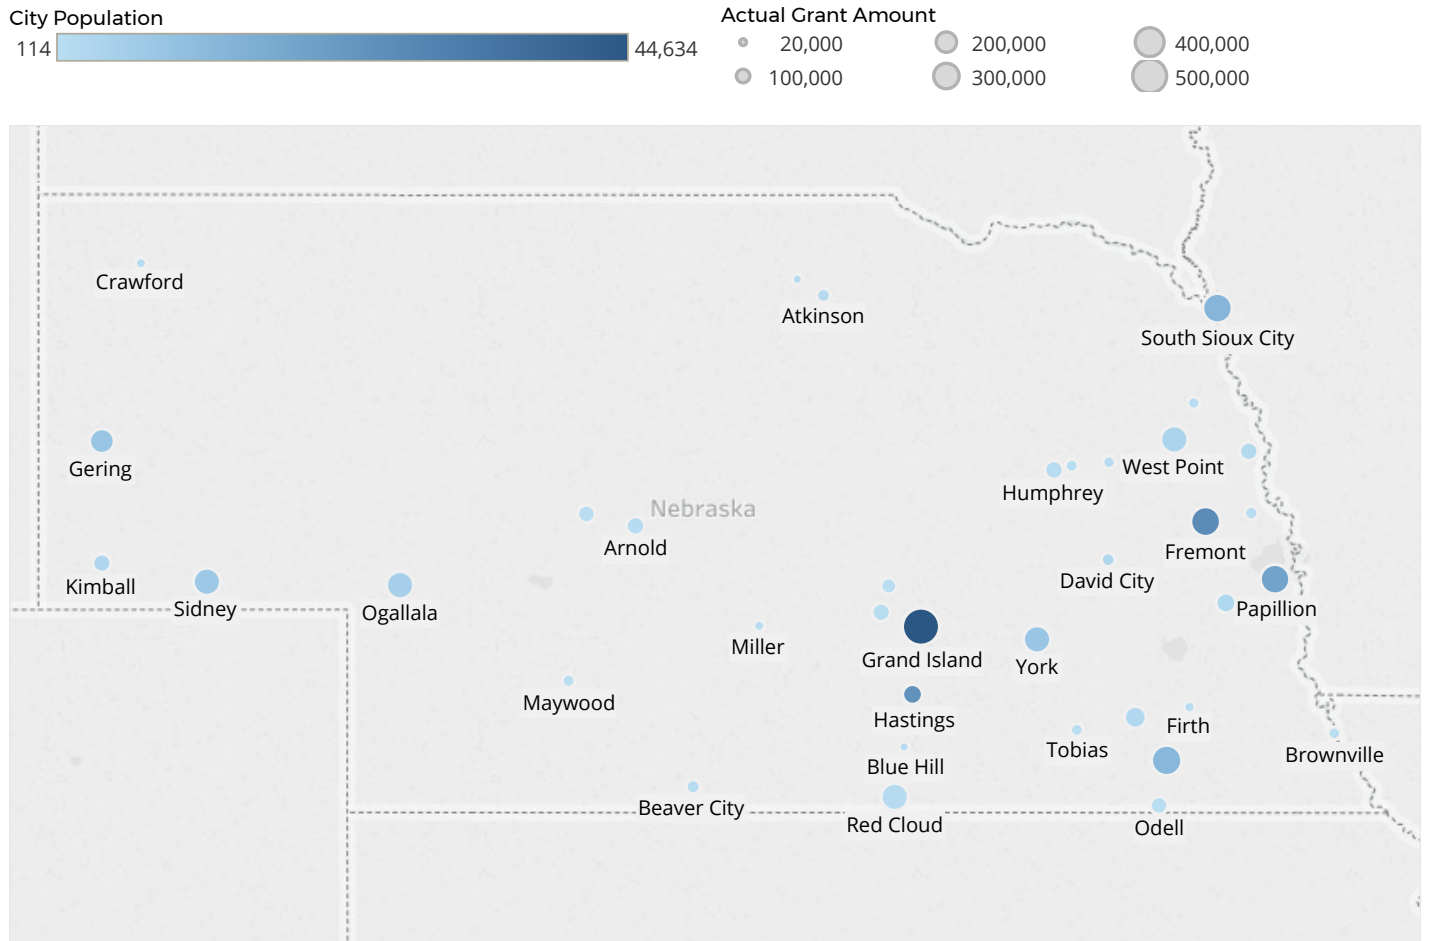 City Population
114
44,634
Actual Grant Amount
20,000
200,000
400,000
100,000
300,000
500,000
Crawford
Atkinson
South Sioux City
Gering
West Point
Humphrey
Nebraska
Arnold
Fremont
Kimball
Sidney
Ogallala
David City
Papillion
Miller
Grand Island
York
Maywood
Hastings
Firth
Tobias
Brownville
Blue Hill
Beaver City
Red Cloud
Odell